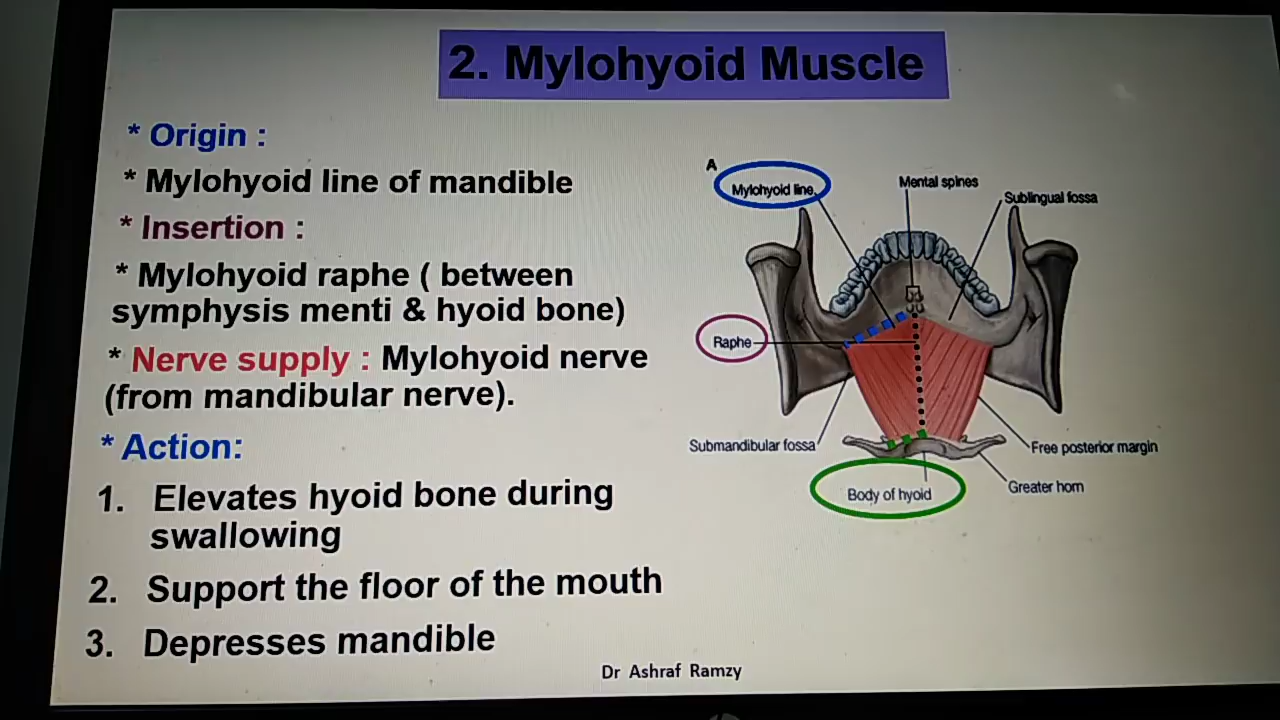 2. Mylohyoid Muscle
* Origin :
* Mylohyoid line of mandible
* Insertion :
* Mylohyoid raphe ( between
symphysis menti & hyoid bone)
* Nerve supply : Mylohyoid nerve
(from mandibular nerve).
* Action:
1. Elevates hyoid bone during
swallowing
2. Support the floor of the mouth
3. Depresses mandible
A
Mylohyoid line
Mental spines
Sublingual fossa
Raphe
Submandibular fossa
Free posterior margin
Body of hyoid
Greater horn
Dr Ashraf Ramzy